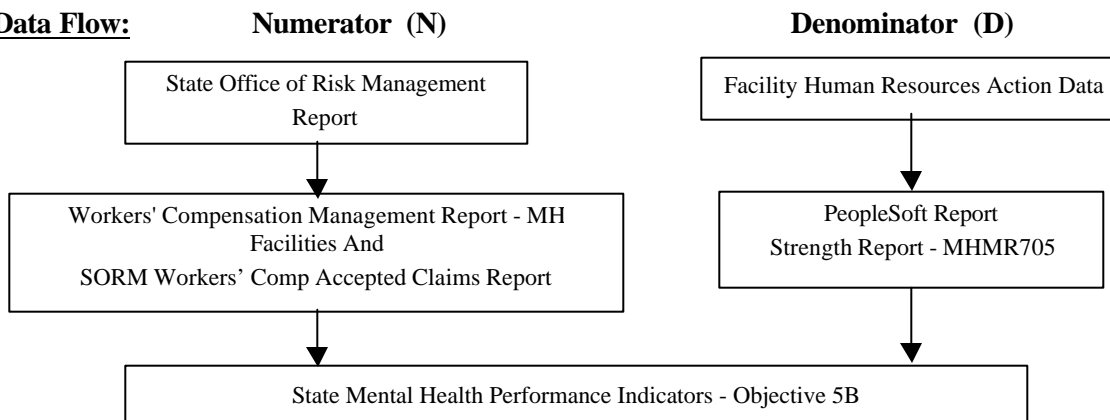 Data Flow:
Numerator (N)
Denominator (D)
State Office of Risk Management
Report
Facility Human Resources Action Data
Workers' Compensation Management Report - MH
Facilities And
SORM Workers’ Comp Accepted Claims Report
PeopleSoft Report
Strength Report - MHMR705
State Mental Health Performance Indicators - Objective 5B